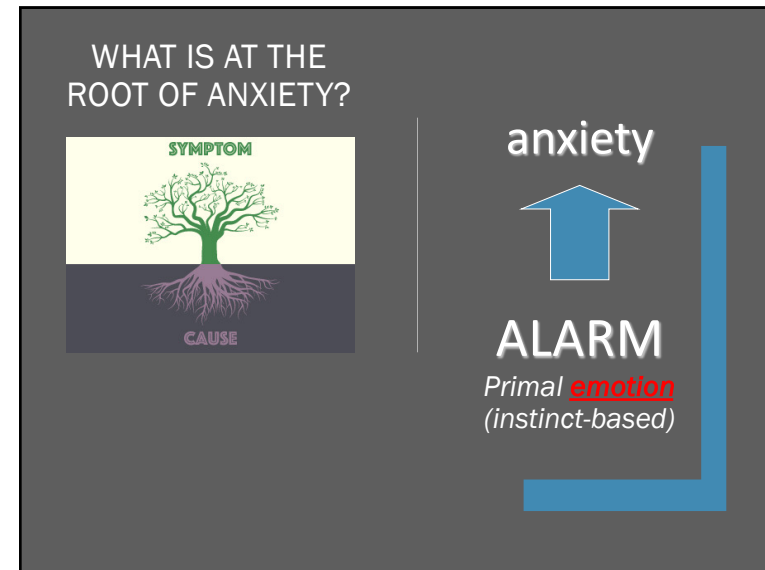 WHAT IS AT THE
ROOT OF ANXIETY?
SYMPTOM
CAUSE
anxiety
ALARM
Primal emotion
(instinct-based)